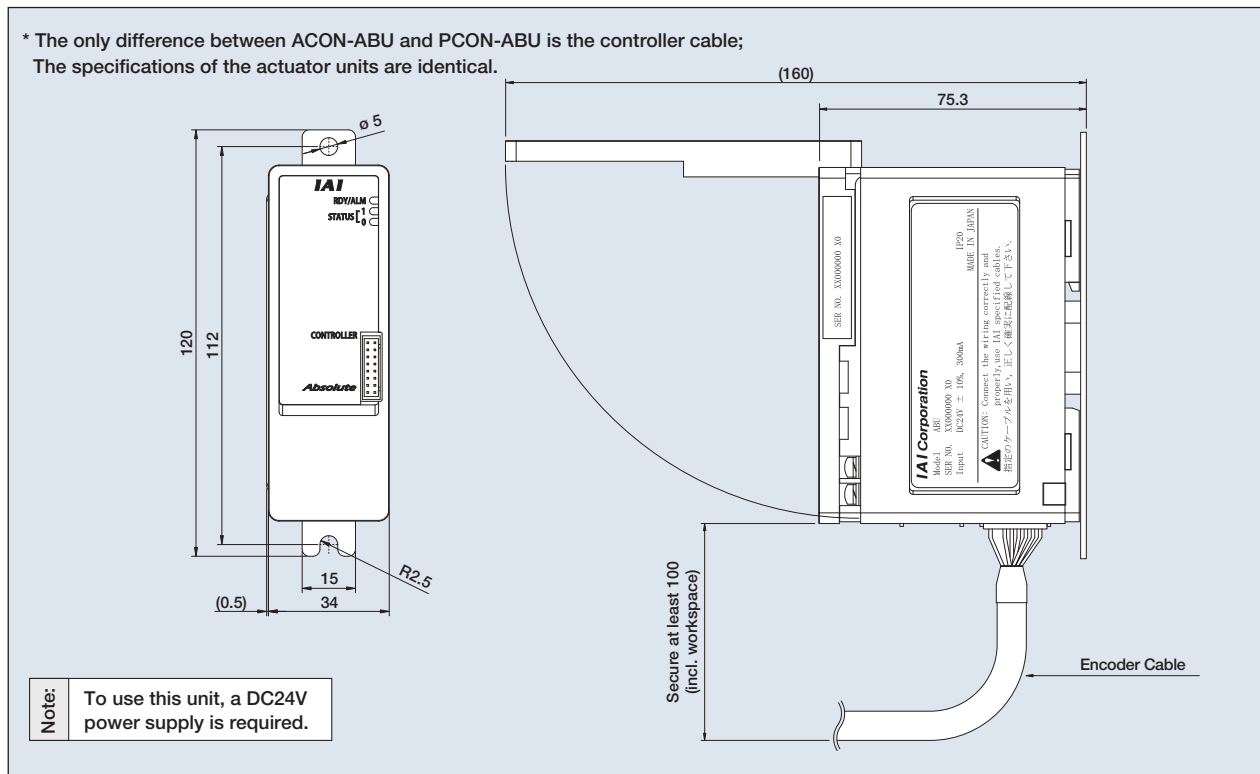 * The only difference between ACON-ABU and PCON-ABU is the controller cable;
The specifications of the actuator units are identical.
(160)
75.3
ø 5
120
112
IAI
RDY/ALM
STATUS [ 1
0
CONTROLLER
Absolute
R2.5
15
(0.5)
34
SER NO. XX000000 X0
IAI Corporation
Model ABU
SER NO. XX000000 X0
Input DC24V ± 10%, 300mA
IP20
MADE IN JAPAN
CAUTION: Connect the wiring correctly and
properly, use IAI specified cables.
指定のケーブルを用い、正しく確実に配線して下さい。
Secure at least 100
(incl. workspace)
Encoder Cable
Note:
To use this unit, a DC24V
power supply is required.